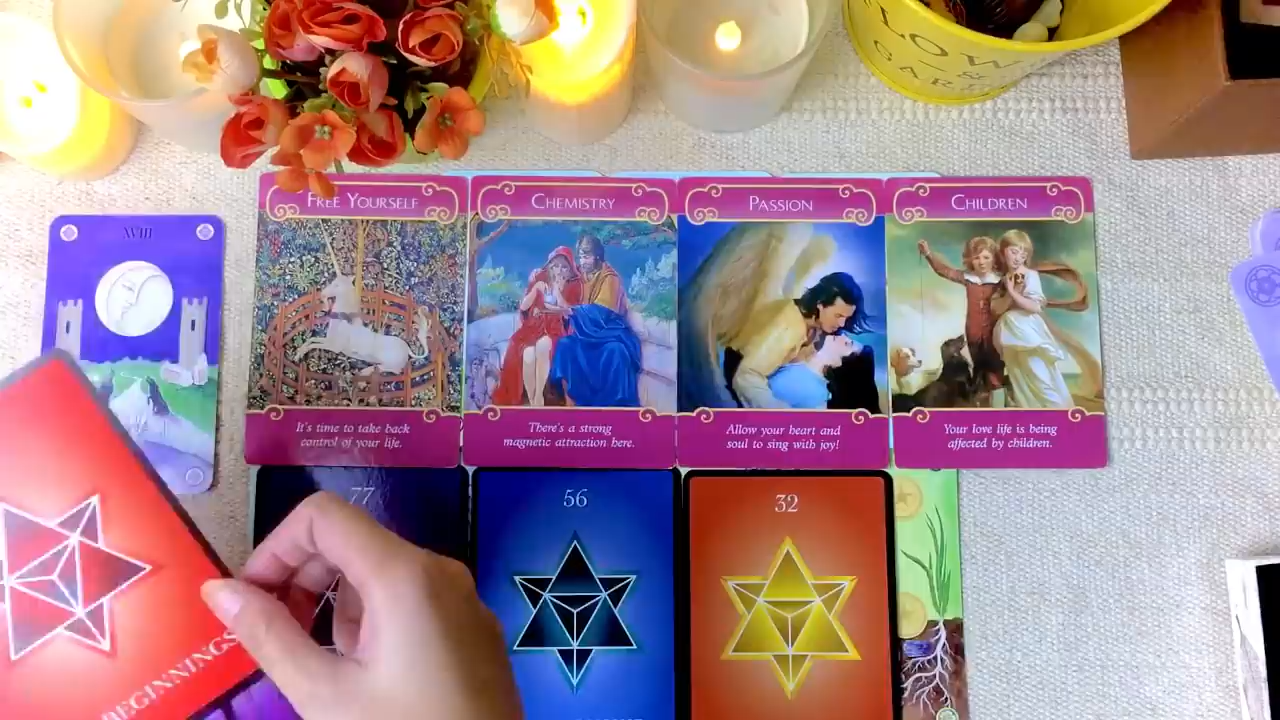 FLOW
&
XVIII
FREE YOURSELF
CHEMISTRY
PASSION
CHILDREN
It's time to take back
control of your life.
There's a strong
magnetic attraction here.
Allow your heart and
soul to sing with joy!
Your love life is being
affected by children.
77
56
32
BEGINNINGS